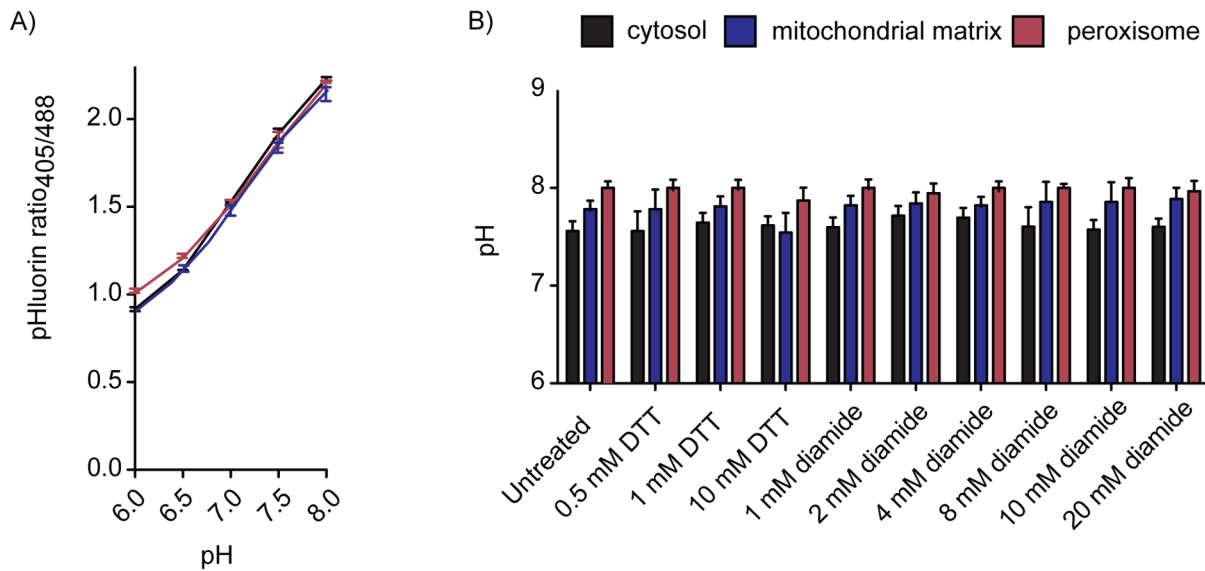 A)
pHluorin ratio405/488
2.0
1.5
1.0
0.5
0.0
6.0
6.5
7.0
7.5
8.0
pH
B)
cytosol
mitochondrial matrix
peroxisome
pH
9
8
7
6
Untreated
0.5 mM DTT
1 mM DTT
10 mM DTT
1 mM diamide
2 mM diamide
4 mM diamide
8 mM diamide
10 mM diamide
20 mM diamide